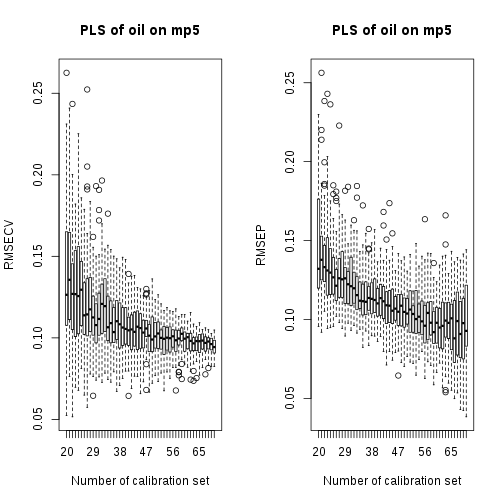 PLS of oil on mp5
RMSECV
0.25
0.20
0.15
0.10
0.05
20 29 38 47 56 65
Number of calibration set
PLS of oil on mp5
RMSEP
0.25
0.20
0.15
0.10
0.05
20 29 38 47 56 65
Number of calibration set